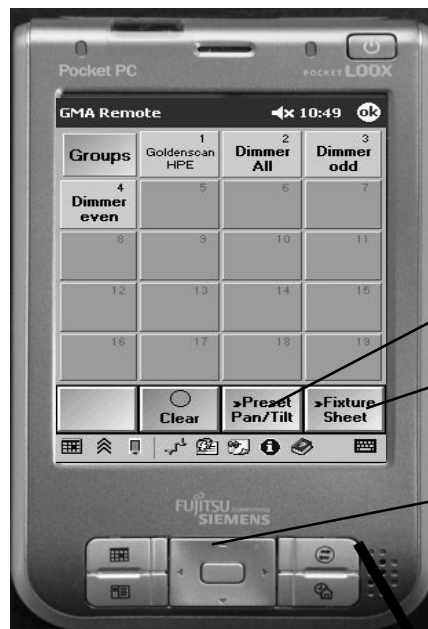 Pocket PC
POCKET LOOX
GMA Remote 10:49 ok
Groups
1
Goldenscan
HPE
2
Dimmer
All
3
Dimmer
odd
4
Dimmer
even
5
6
7
8
9
10
11
12
13
14
15
16
17
18
19
Clear
»Preset
Pan/Tilt
»Fixture
Sheet
FUJITSU COMPUTERS
SIEMENS